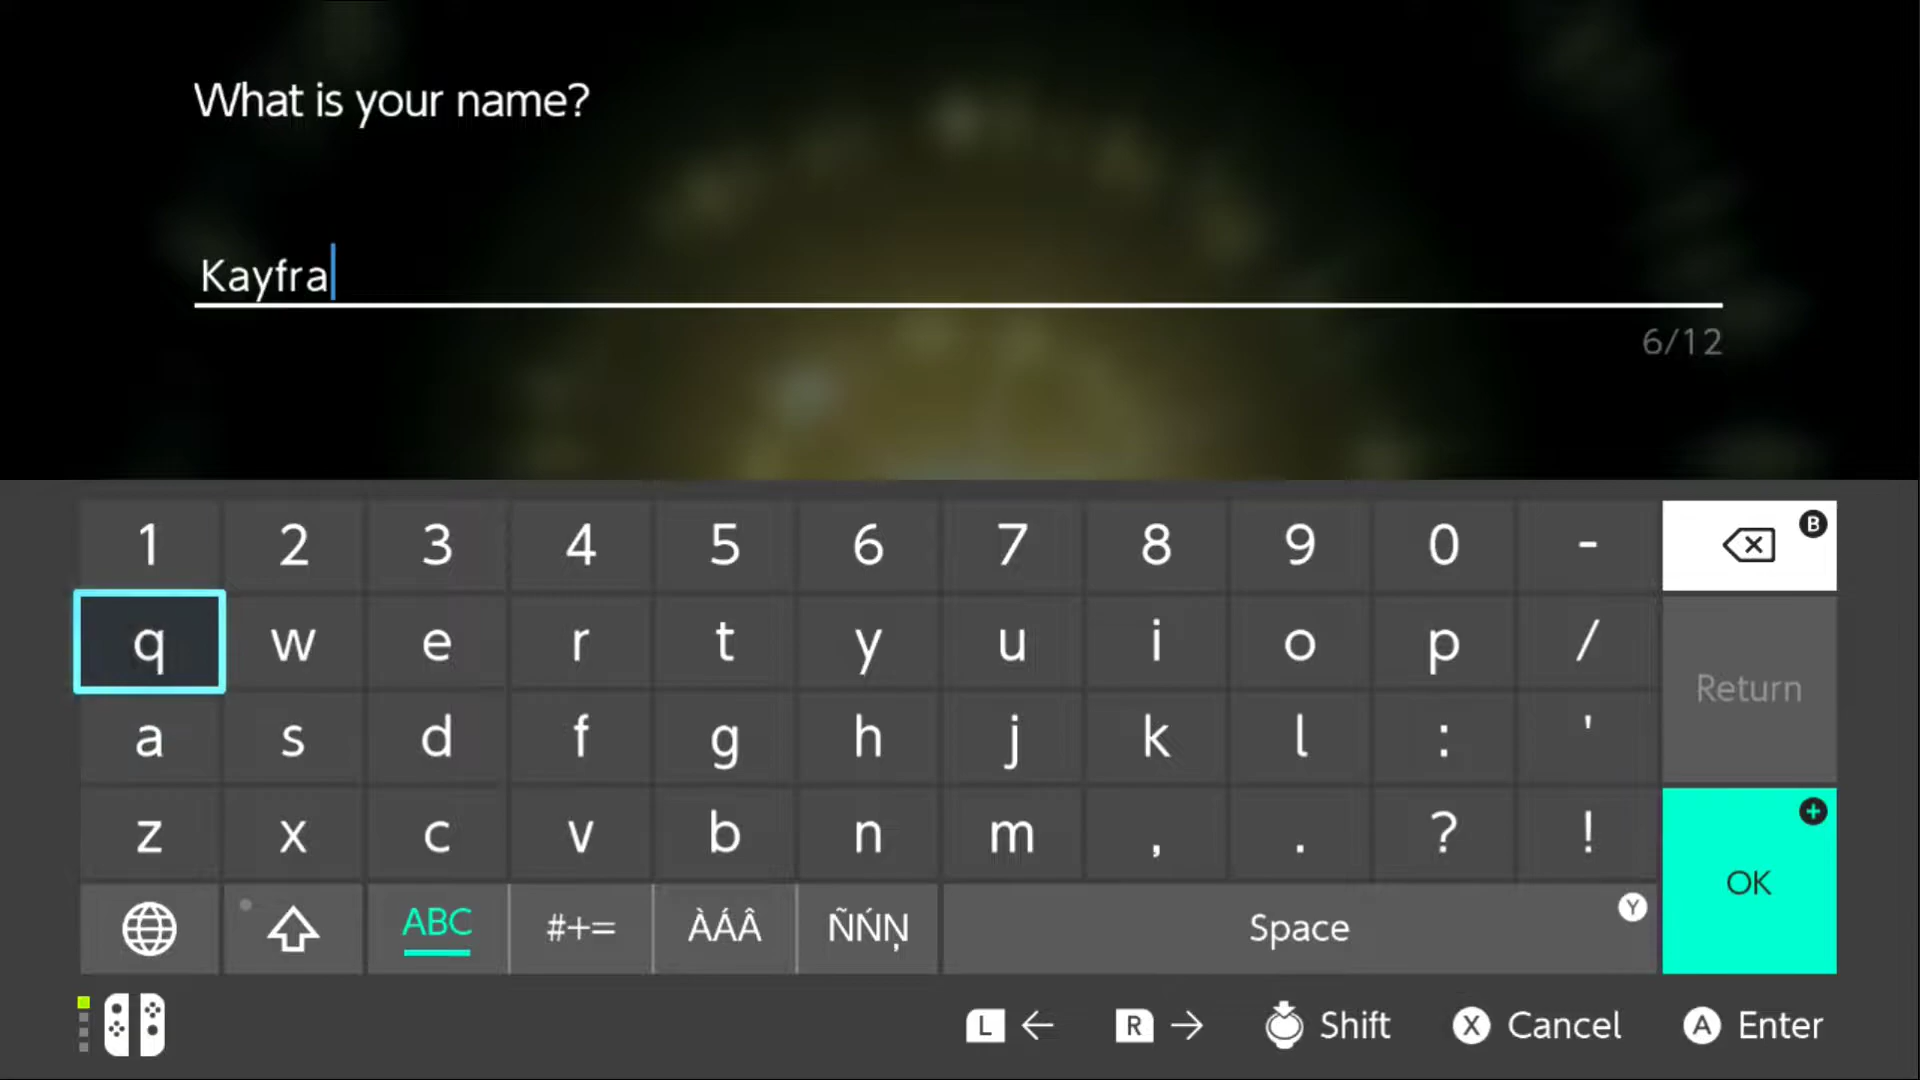 What is your name?
Kayfra
6/12
1 2 3 4 5 6 7 8 9 0 - B
q w e r t y u i o p / Return
a s d f g h j k l : '
z x c v b n m , . ? ! + OK
ABC #+= ÀÁÂ ÑŃŅ Space Y
L ← R → Shift X Cancel A Enter